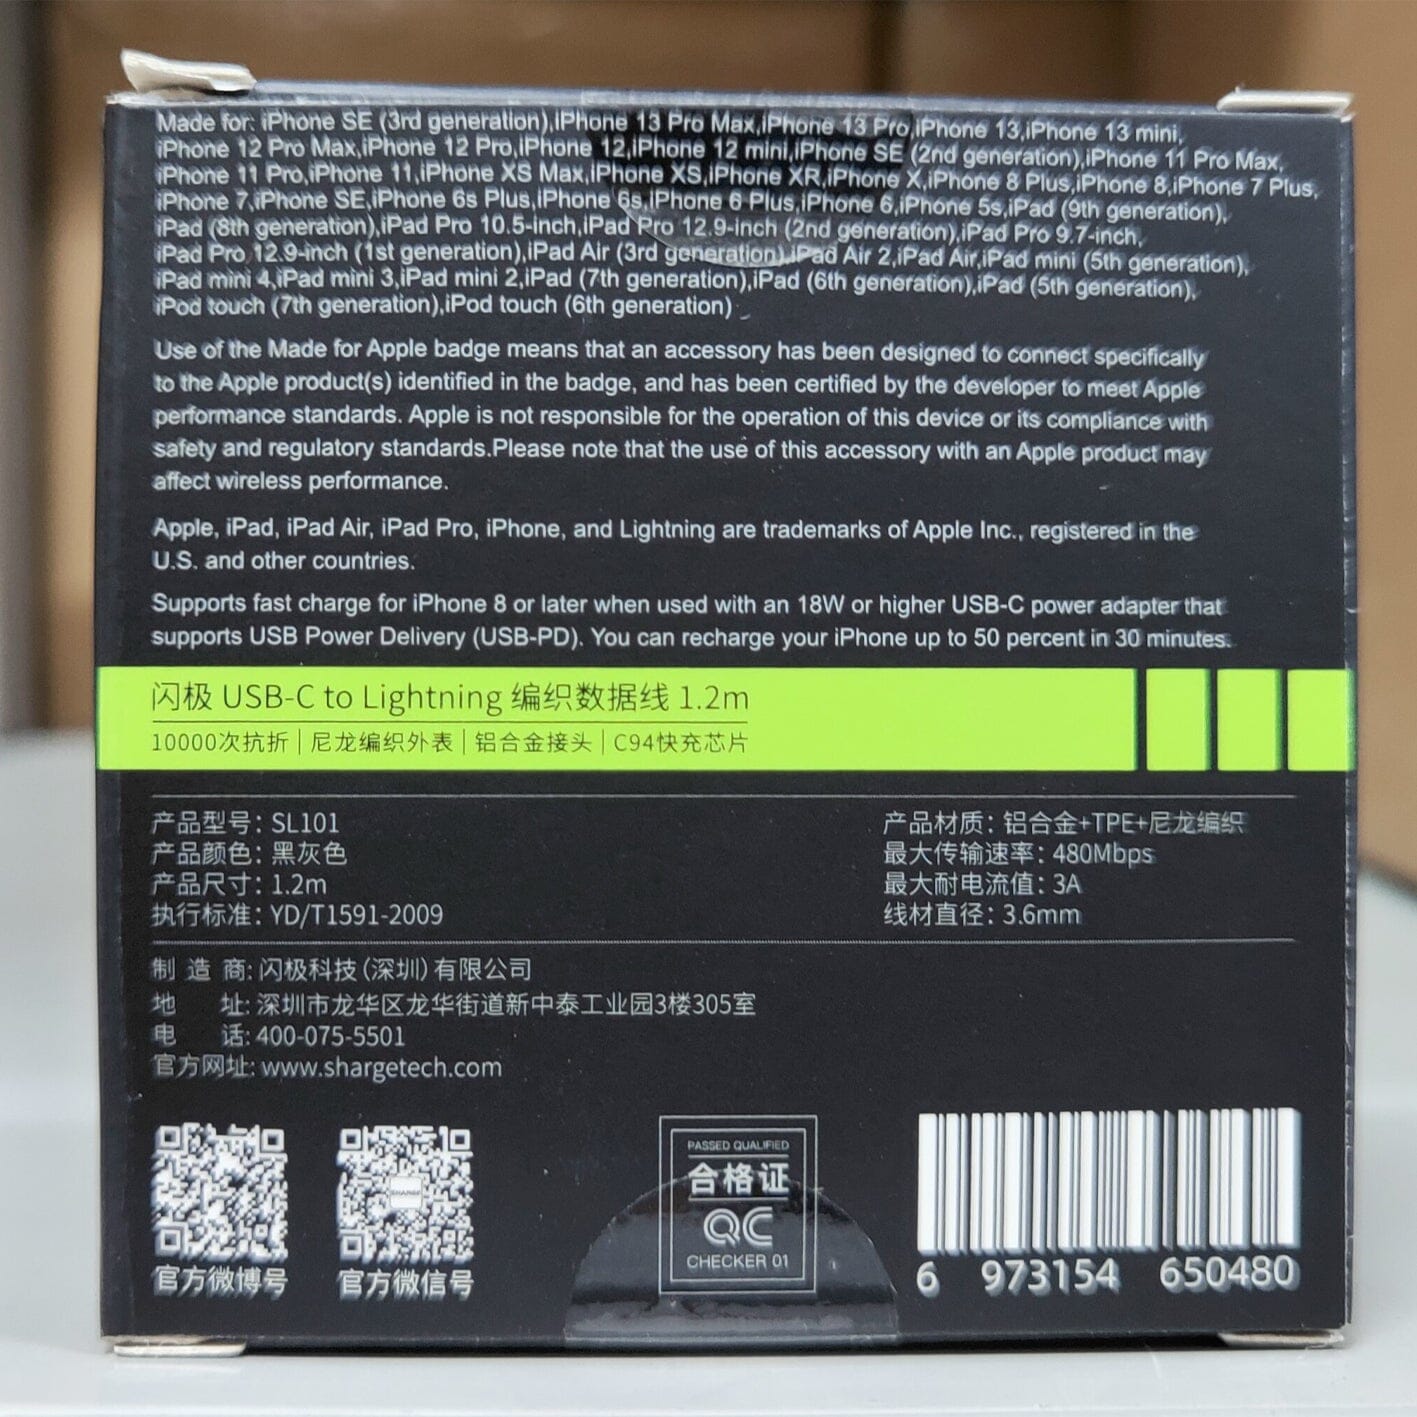 Made for: iPhone SE (3rd generation),iPhone 13 Pro Max,iPhone 13 Pro,iPhone 13,iPhone 13 mini,
iPhone 12 Pro Max,iPhone 12 Pro,iPhone 12,iPhone 12 mini,iPhone SE (2nd generation),iPhone 11 Pro Max,
iPhone 11 Pro,iPhone 11,iPhone XS Max,iPhone XS,iPhone XR,iPhone X,iPhone 8 Plus,iPhone 8,iPhone 7 Plus,
iPhone 7,iPhone SE,iPhone 6s Plus,iPhone 6s,iPhone 6 Plus,iPhone 6,iPhone 5s,iPad (9th generation),
iPad (8th generation),iPad Pro 10.5-inch,iPad Pro 12.9-inch (2nd generation),iPad Pro 9.7-inch,
iPad Pro 12.9-inch (1st generation),iPad Air (3rd generation),iPad Air 2,iPad Air,iPad mini (5th generation),
iPad mini 4,iPad mini 3,iPad mini 2,iPad (7th generation),iPad (6th generation),iPad (5th generation),
iPod touch (7th generation),iPod touch (6th generation)
Use of the Made for Apple badge means that an accessory has been designed to connect specifically
to the Apple product(s) identified in the badge, and has been certified by the developer to meet Apple
performance standards. Apple is not responsible for the operation of this device or its compliance with
safety and regulatory standards.Please note that the use of this accessory with an Apple product may
affect wireless performance.
Apple, iPad, iPad Air, iPad Pro, iPhone, and Lightning are trademarks of Apple Inc., registered in the
U.S. and other countries.
Supports fast charge for iPhone 8 or later when used with an 18W or higher USB-C power adapter that
supports USB Power Delivery (USB-PD). You can recharge your iPhone up to 50 percent in 30 minutes.
闪极 USB-C to Lightning 编织数据线 1.2m
10000次抗折|尼龙编织外表|铝合金接头|C94快充芯片
产品型号: SL101
产品颜色: 黑灰色
产品尺寸: 1.2m
执行标准: YD/T1591-2009
产品材质: 铝合金+TPE+尼龙编织
最大传输速率: 480Mbps
最大耐电流值: 3A
线材直径: 3.6mm
制 造 商: 闪极科技(深圳)有限公司
地 址: 深圳市龙华区龙华街道新中泰工业园3楼305室
电 话: 400-075-5501
官方网址: www.shargetech.com
官方微博号
SHARGE
官方微信号
PASSED QUALIFIED
合格证
QC
CHECKER 01
6 973154 650480